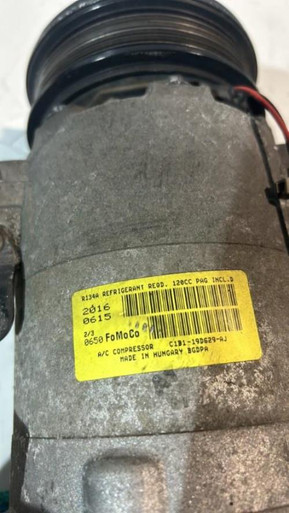 R134A REFRIGERANT REQD. 120CC PAG INCL.D
2016
0615
2/3
0650 FoMoCo
A/C COMPRESSOR C1B1-19D629-AJ
MADE IN HUNGARY BGDPA